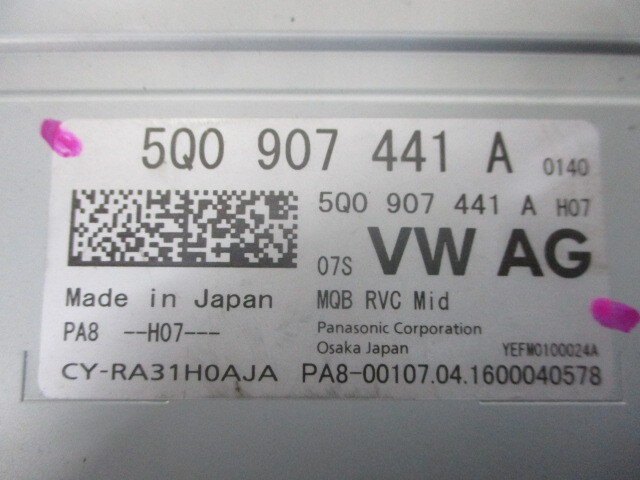 5Q0 907 441 A 0140
5Q0 907 441 A H07
07S VW AG
Made in Japan MQB RVC Mid
PA8 --H07--- Panasonic Corporation
Osaka Japan YEFM0100024A
CY-RA31H0AJA PA8-00107.04.1600040578